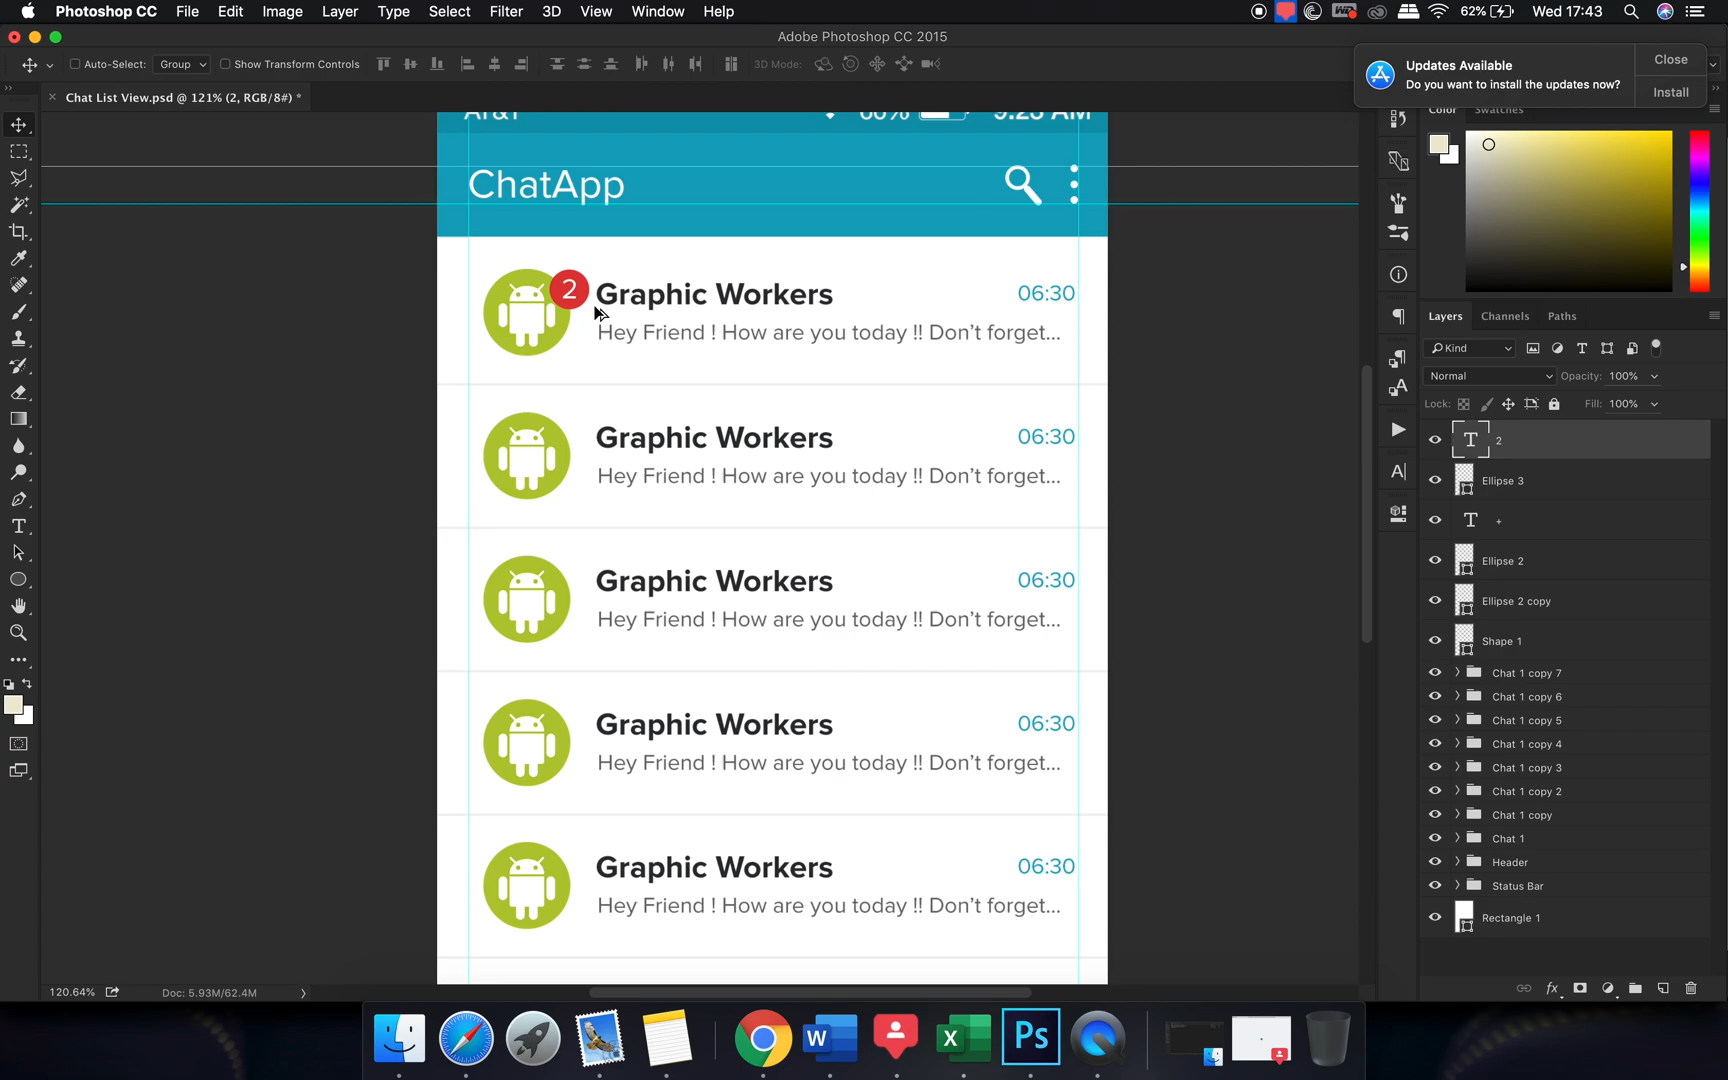 Photoshop CC File Edit Image Layer Type Select Filter 3D View Window Help 62% Wed 17:43
Adobe Photoshop CC 2015
Auto-Select: Group Show Transform Controls 3D Mode:
Updates Available
Do you want to install the updates now?
Close
Install
Chat List View.psd @ 121% (2, RGB/8#) *
Color Swatches
AT&T 66% 9:25 AM
ChatApp
2
Graphic Workers 06:30
Hey Friend ! How are you today !! Don't forget...
Graphic Workers 06:30
Hey Friend ! How are you today !! Don't forget...
Graphic Workers 06:30
Hey Friend ! How are you today !! Don't forget...
Graphic Workers 06:30
Hey Friend ! How are you today !! Don't forget...
Graphic Workers 06:30
Hey Friend ! How are you today !! Don't forget...
Layers Channels Paths
Kind
Normal Opacity: 100%
Lock: Fill: 100%
T 2
Ellipse 3
T +
Ellipse 2
Ellipse 2 copy
Shape 1
Chat 1 copy 7
Chat 1 copy 6
Chat 1 copy 5
Chat 1 copy 4
Chat 1 copy 3
Chat 1 copy 2
Chat 1 copy
Chat 1
Header
Status Bar
Rectangle 1
fx
120.64% Doc: 5.93M/62.4M
W X Ps